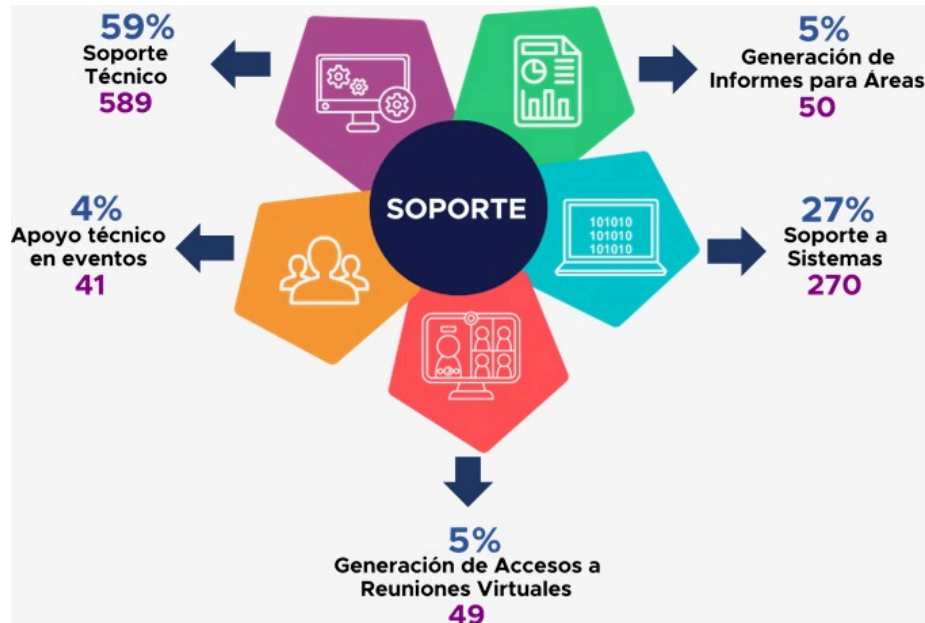 59%
Soporte
Técnico
589
5%
Generación de
Informes para Áreas
50
SOPORTE
101010
101010
101010
4%
Apoyo técnico
en eventos
41
27%
Soporte a
Sistemas
270
5%
Generación de Accesos a
Reuniones Virtuales
49